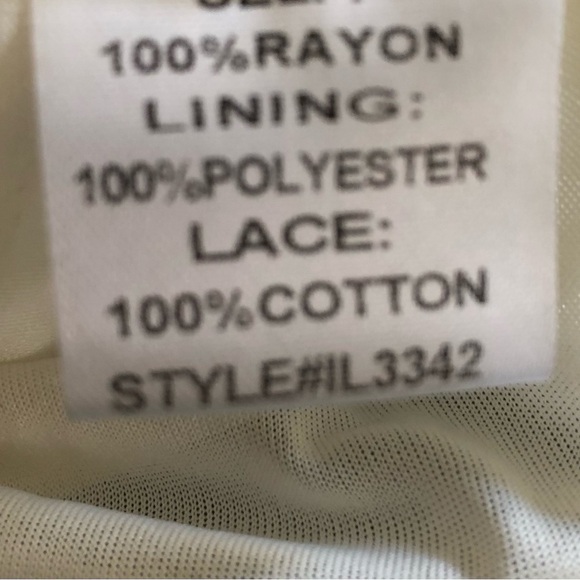 100%RAYON
LINING:
100%POLYESTER
LACE:
100%COTTON
STYLE#IL3342